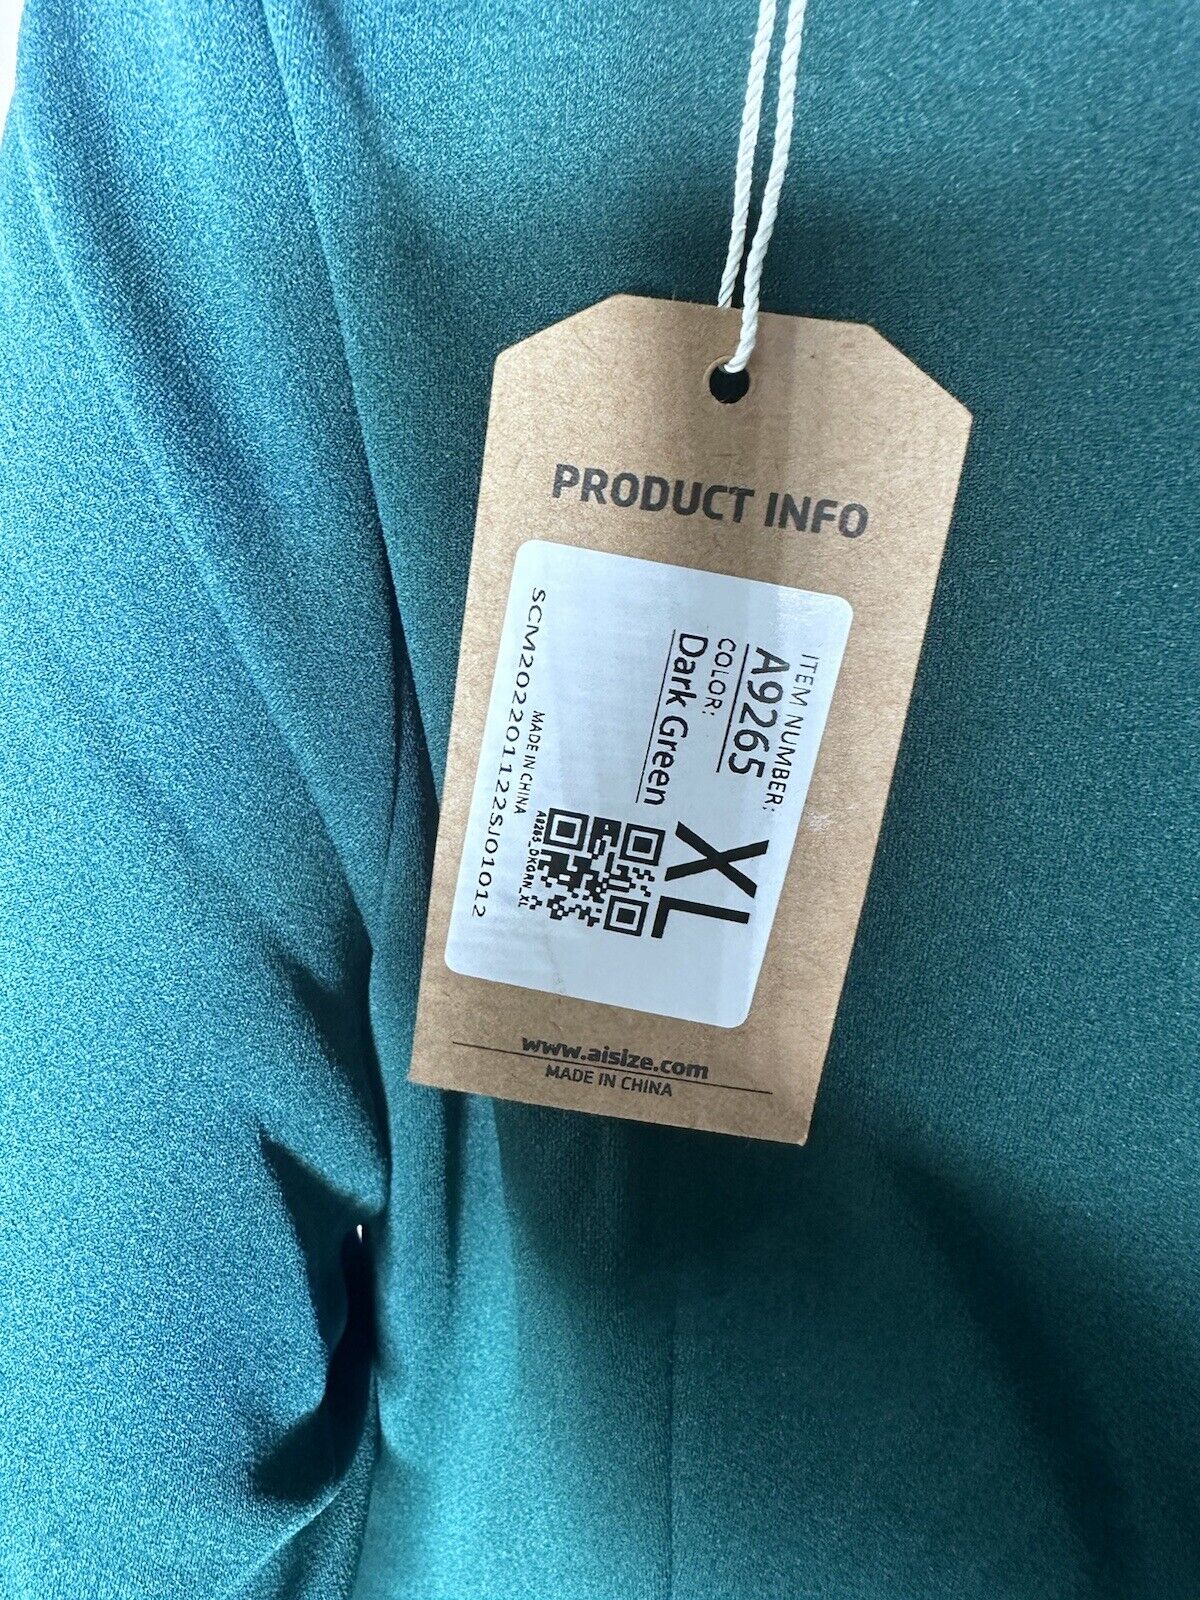 PRODUCT INFO
ITEM NUMBER:
A9265
COLOR:
Dark Green
XL
MADE IN CHINA
A9265_DKGRN_XL
SCM202201122SJ01012
www.aisize.com
MADE IN CHINA